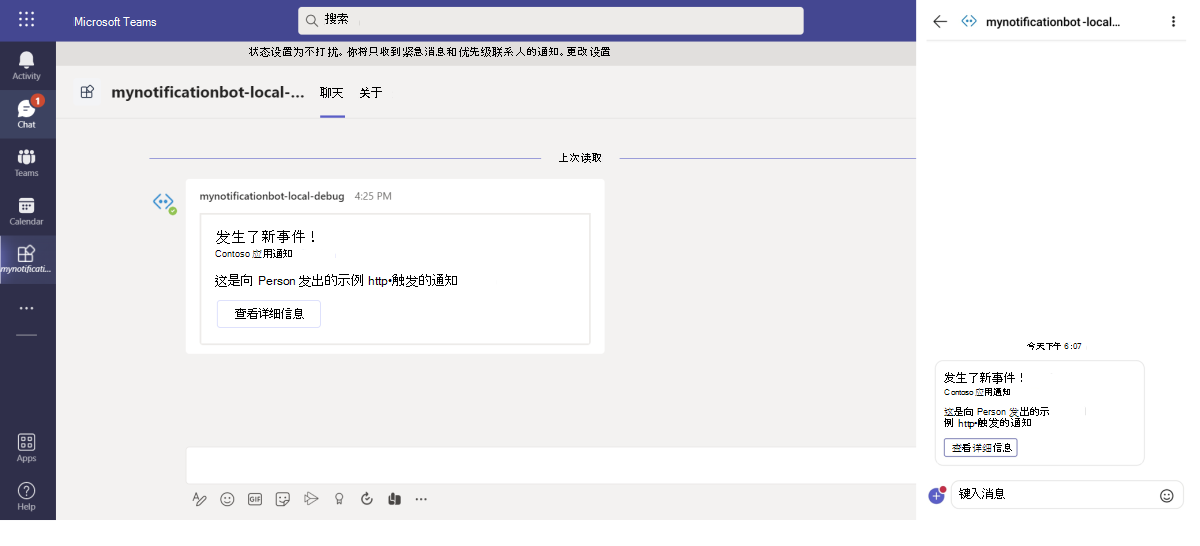 Microsoft Teams
搜索
状态设置为不打扰。你将只收到紧急消息和优先级联系人的通知。更改设置
Activity
1
Chat
Teams
Calendar
mynotificati...
Apps
Help
mynotificationbot-local-...
聊天
关于
上次读取
mynotificationbot-local-debug 4:25 PM
发生了新事件！
Contoso 应用通知
这是向 Person 发出的示例 http•触发的通知
查看详细信息
GIF
mynotificationbot-local...
今天下午 6:07
发生了新事件！
Contoso 应用通知
这是向 Person 发出的示
例 http•触发的通知
查看详细信息
键入消息